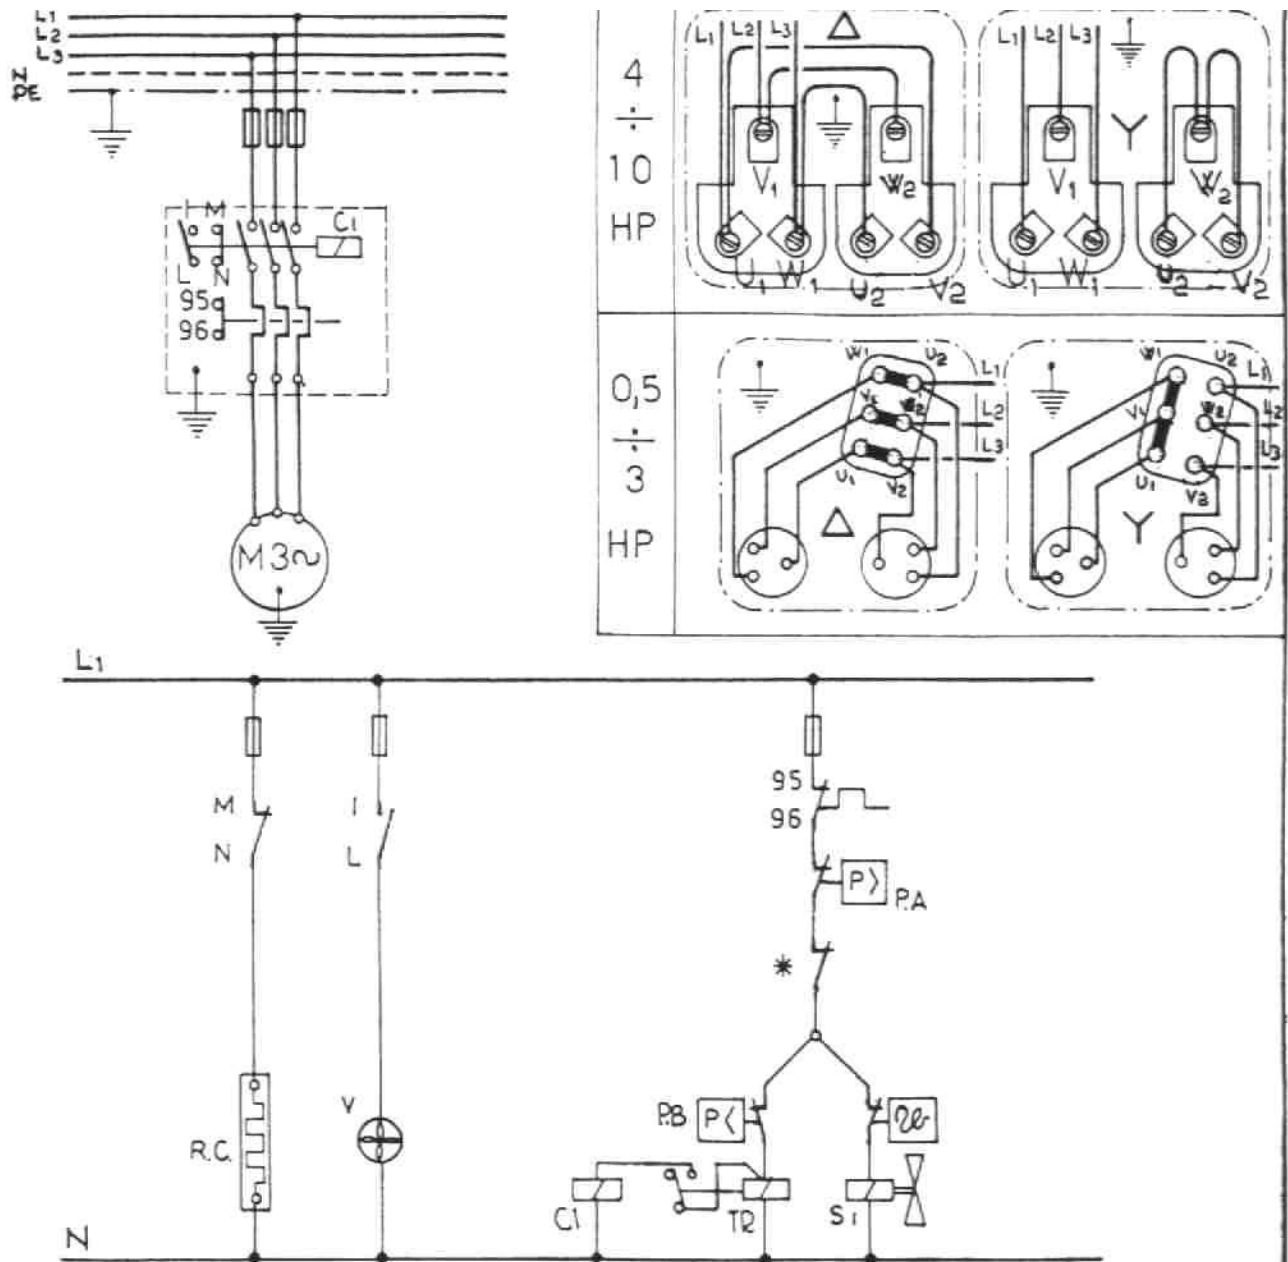 L1
L2
L3
N
PE
I M
C1
L N
95
96
M3~
4
÷
10
HP
L1 L2 L3 Δ
V1 W2
U1 W1 U2 V2
L1 L2 L3
Y
V1 W2
U1 W1 U2 V2
0,5
÷
3
HP
W1 U2 L1
V1 W2 L2
L3
U1 V2
Δ
W1 U2 L1
V1 W2 L2
L3
U1 V2
Y
L1
M I 95
N L 96
P> P.A
*
V P.B P<
R.C.
C1 TR S1
N